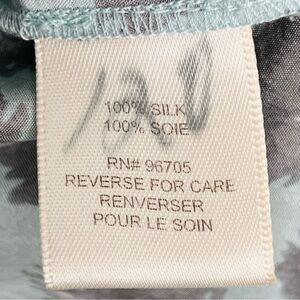 100% SILK
100% SOIE
RN# 96705
REVERSE FOR CARE
RENVERSER
POUR LE SOIN